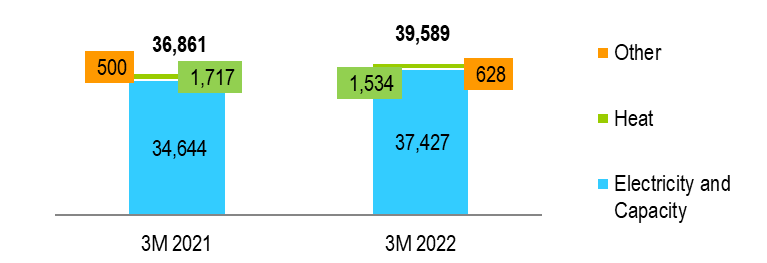 36,861
39,589
500
1,717
1,534
628
34,644
37,427
3M 2021
3M 2022
Other
Heat
Electricity and
Capacity